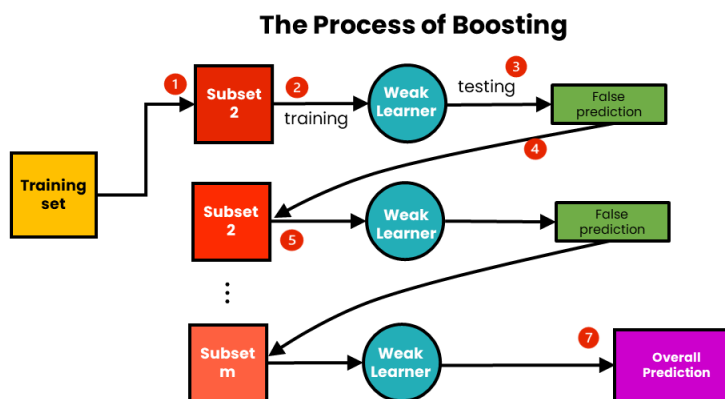 The Process of Boosting
1
Subset
2
2
training
Weak
Learner
3
testing
False
prediction
4
Training
set
Subset
2
5
Weak
Learner
False
prediction
⋮
Subset
m
Weak
Learner
7
Overall
Prediction